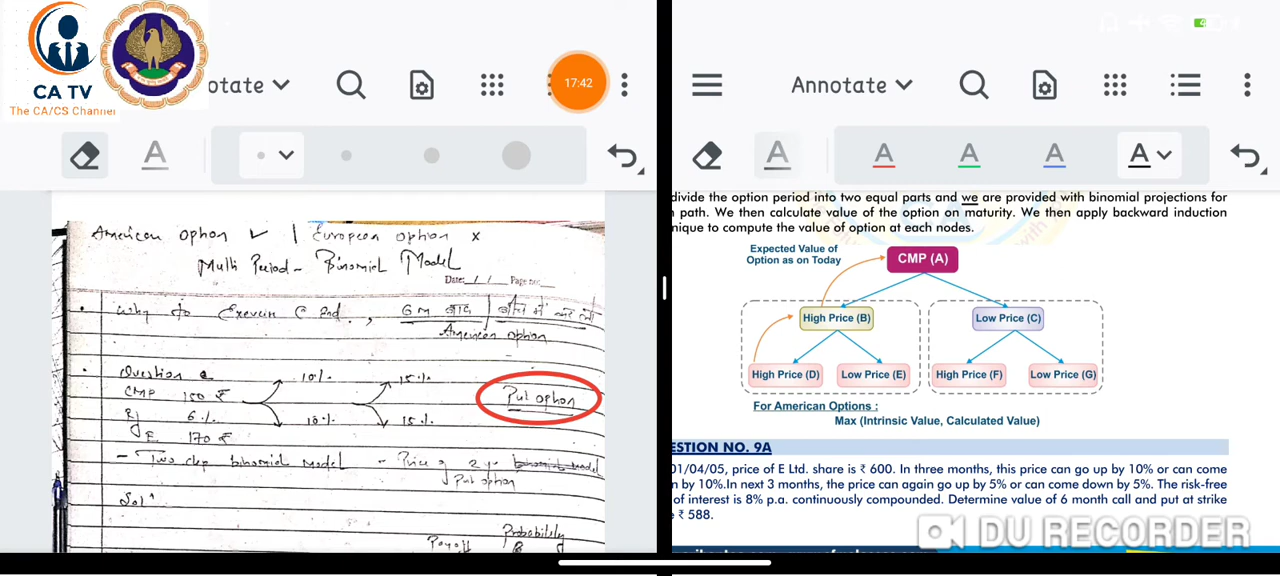 CA TV
The CA/CS Channel
otate
17:42
American option ✓ | European option x
Multi Period - Binomial Model
Date: / / Page no:
Why to Exercise @ end, 6m बाद
American option
Question
CMP 150 ₹ 10% 15% Put option
Rf 6% 10% 15%
E 170 ₹
- Two step binomial model - Price of 2 yr binomial model
Put option
Solⁿ
Probability
Payoff
Annotate
A
A A A A
divide the option period into two equal parts and we are provided with binomial projections for
path. We then calculate value of the option on maturity. We then apply backward induction
nique to compute the value of option at each nodes.
Expected Value of
Option as on Today
CMP (A)
High Price (B) Low Price (C)
High Price (D) Low Price (E) High Price (F) Low Price (G)
For American Options :
Max (Intrinsic Value, Calculated Value)
ESTION NO. 9A
01/04/05, price of E Ltd. share is ₹ 600. In three months, this price can go up by 10% or can come
n by 10%.In next 3 months, the price can again go up by 5% or can come down by 5%. The risk-free
of interest is 8% p.a. continuously compounded. Determine value of 6 month call and put at strike
₹ 588.
DU RECORDER